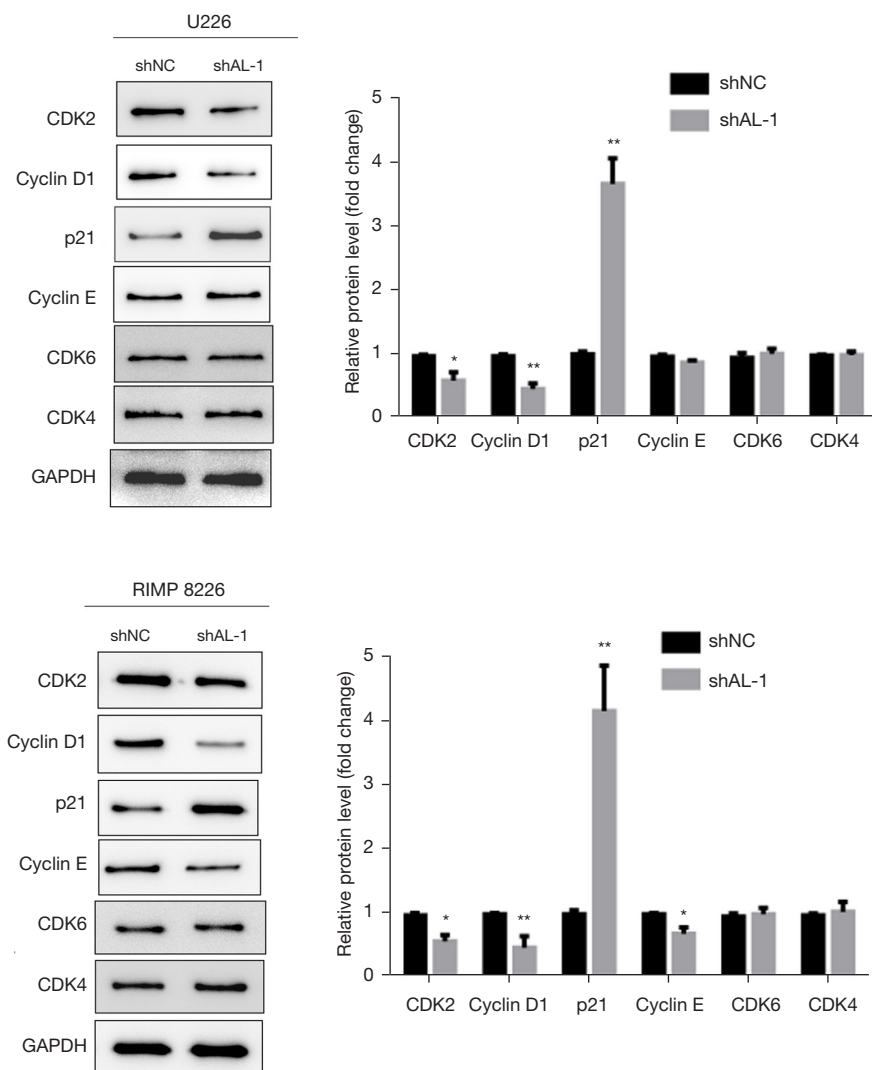 U226
shNC shAL-1
CDK2
Cyclin D1
p21
Cyclin E
CDK6
CDK4
GAPDH
shNC
shAL-1
Relative protein level (fold change)
5
4
3
2
1
0
*
**
**
CDK2 Cyclin D1 p21 Cyclin E CDK6 CDK4
RIMP 8226
shNC shAL-1
CDK2
Cyclin D1
p21
Cyclin E
CDK6
CDK4
GAPDH
shNC
shAL-1
Relative protein level (fold change)
5
4
3
2
1
0
*
**
**
*
CDK2 Cyclin D1 p21 Cyclin E CDK6 CDK4